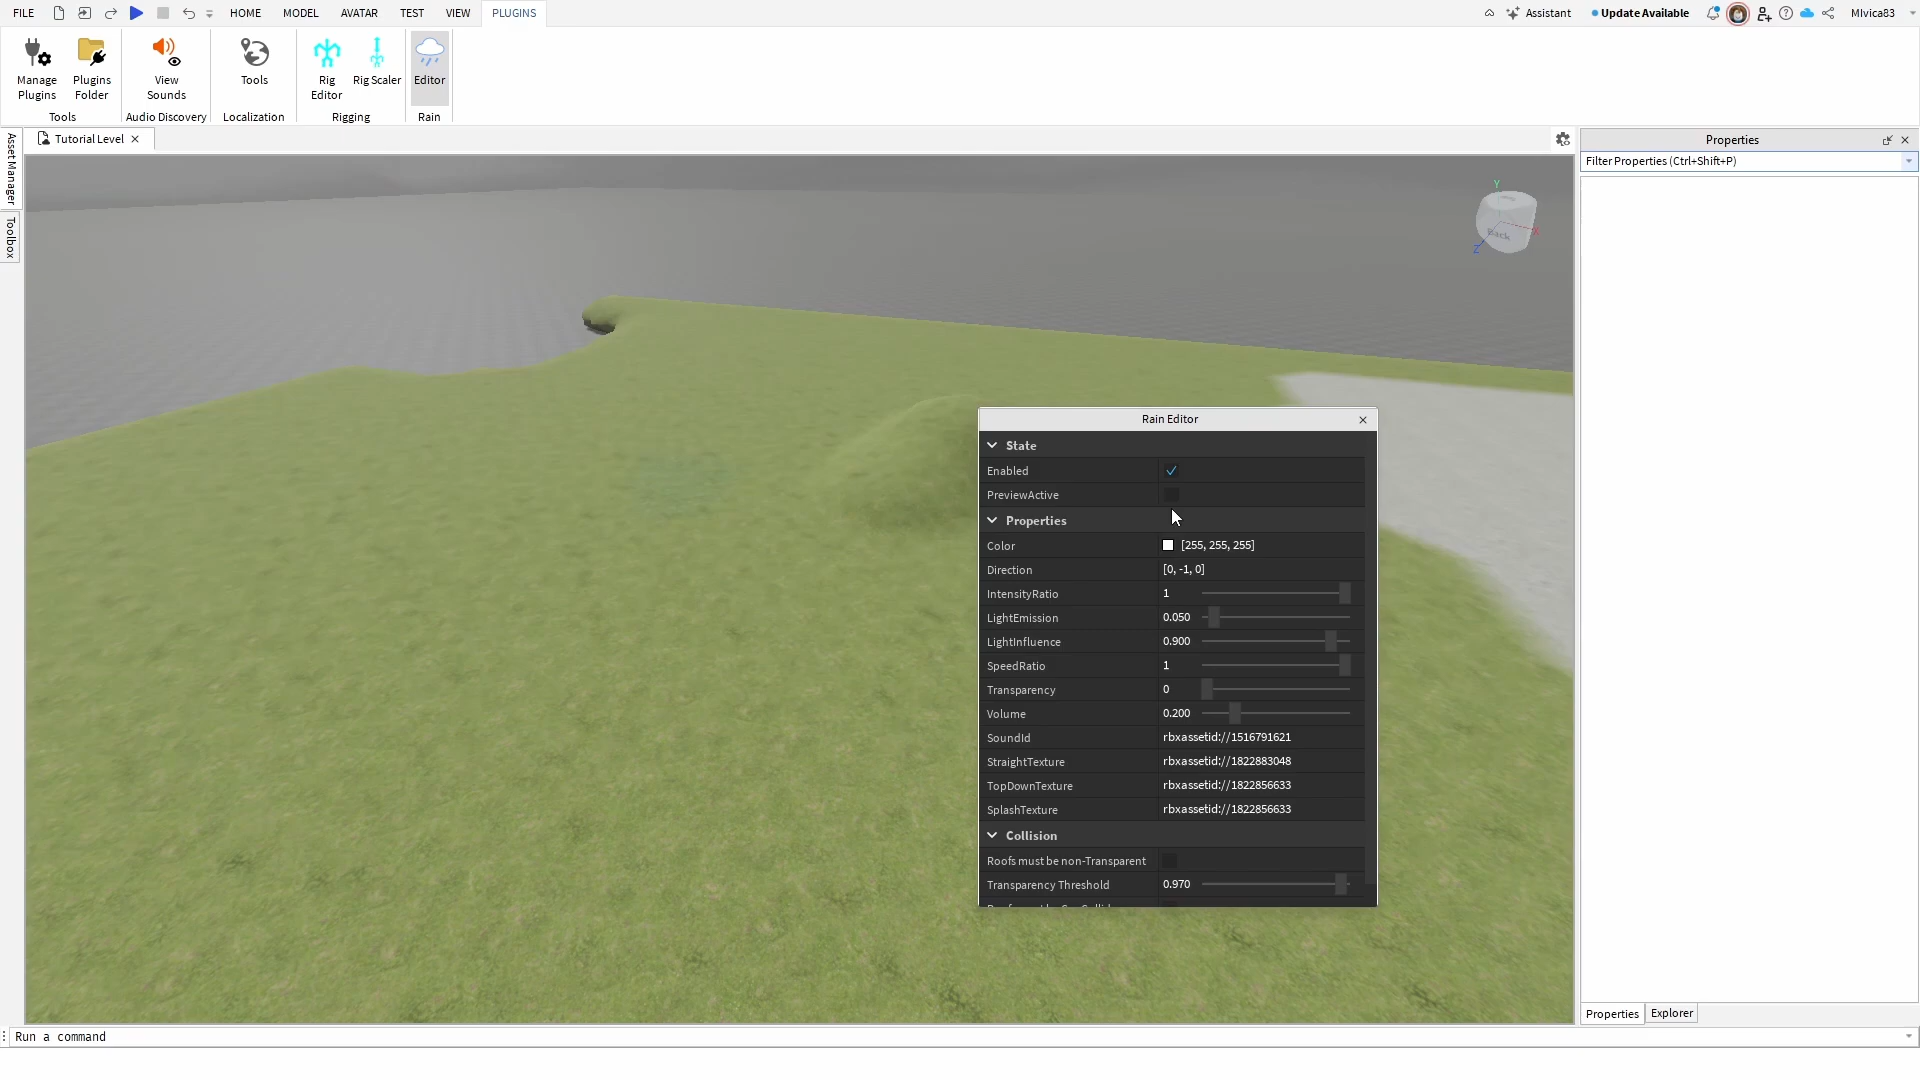 FILE HOME MODEL AVATAR TEST VIEW PLUGINS Assistant Update Available MIvica83
Manage Plugins
Plugins Folder
View Sounds
Tools
Rig Editor
Rig Scaler
Editor
Tools Audio Discovery Localization Rigging Rain
Asset Manager
Toolbox
Tutorial Level
Properties
Filter Properties (Ctrl+Shift+P)
Y
X
Z
Back
Rain Editor
State
Enabled
PreviewActive
Properties
Color [255, 255, 255]
Direction [0, -1, 0]
IntensityRatio 1
LightEmission 0.050
LightInfluence 0.900
SpeedRatio 1
Transparency 0
Volume 0.200
SoundId rbxassetid://1516791621
StraightTexture rbxassetid://1822883048
TopDownTexture rbxassetid://1822856633
SplashTexture rbxassetid://1822856633
Collision
Roofs must be non-Transparent
Transparency Threshold 0.970
Properties Explorer
Run a command